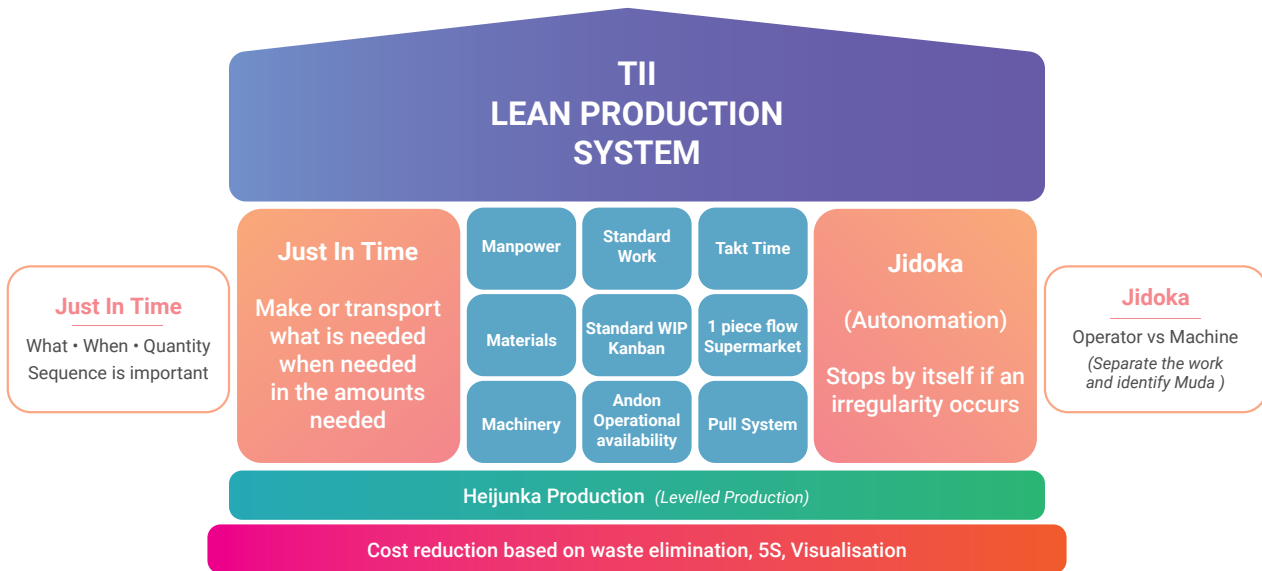 TII
LEAN PRODUCTION
SYSTEM
Just In Time
What • When • Quantity
Sequence is important
Just In Time
Make or transport
what is needed
when needed
in the amounts
needed
Manpower
Standard
Work
Takt Time
Materials
Standard WIP
Kanban
1 piece flow
Supermarket
Machinery
Andon
Operational
availability
Pull System
Jidoka
(Autonomation)
Stops by itself if an
irregularity occurs
Jidoka
Operator vs Machine
(Separate the work
and identify Muda )
Heijunka Production (Levelled Production)
Cost reduction based on waste elimination, 5S, Visualisation